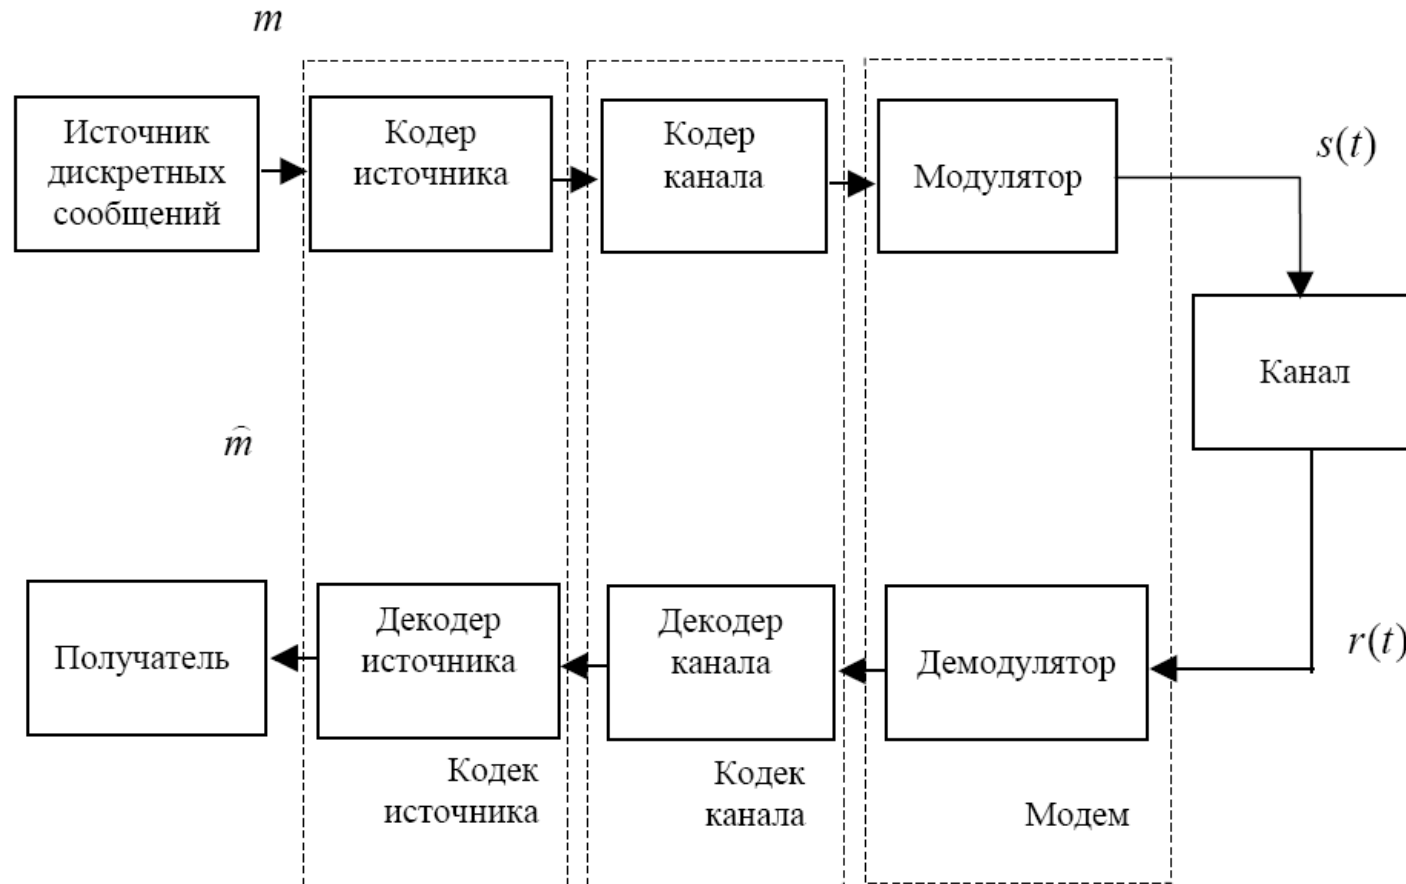 m
Источник
дискретных
сообщений
Кодер
источника
Кодер
канала
Модулятор
s(t)
Канал
m̂
Получатель
Декодер
источника
Декодер
канала
Демодулятор
r(t)
Кодек
источника
Кодек
канала
Модем